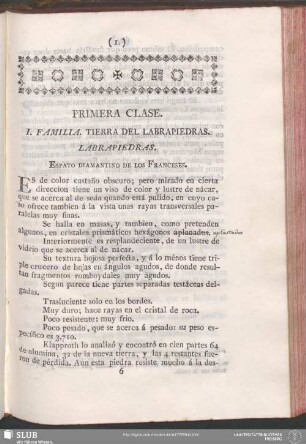 (1.)
PRIMERA CLASE.
I. FAMILIA. TIERRA DEL LABRAPIEDRAS.
LABRAPIEDRAS.
ESPATO DIAMANTINO DE LOS FRANCESES.
ES de color castaño obscuro; pero mirado en cierta
direccion tiene un viso de color y lustre de nácar,
que se acerca al de seda quando está pulido, en cuyo ca-
so ofrece tambien á la vista unas rayas transversales pa-
ralelas muy finas.
Se halla en masas, y tambien, como pretenden
algunos, en cristales prismáticos hexágonos aplanados.
Interiormente es resplandeciente, de un lustre de
vidrio que se acerca al de nácar.
Su textura hojosa perfecta, y á lo ménos tiene tri-
ple crucero de hojas en ángulos agudos, de donde resul-
tan fragmentos romboydales muy agudos.
Segun parece tiene partes separadas testáceas del-
gadas.
Trasluciente solo en los bordes.
Muy duro; hace rayas en el cristal de roca.
Poco resistente: muy frio.
Poco pesado, que se acerca á pesado: su peso es-
pecífico es 3,710.
Klapproth lo analizó y encontró en cien partes 64
de alumina, 32 de la nueva tierra, y las 4 restantes fue-
ron de pérdida. Aún esta piedra resiste mucho á la dus-
6
SLUB